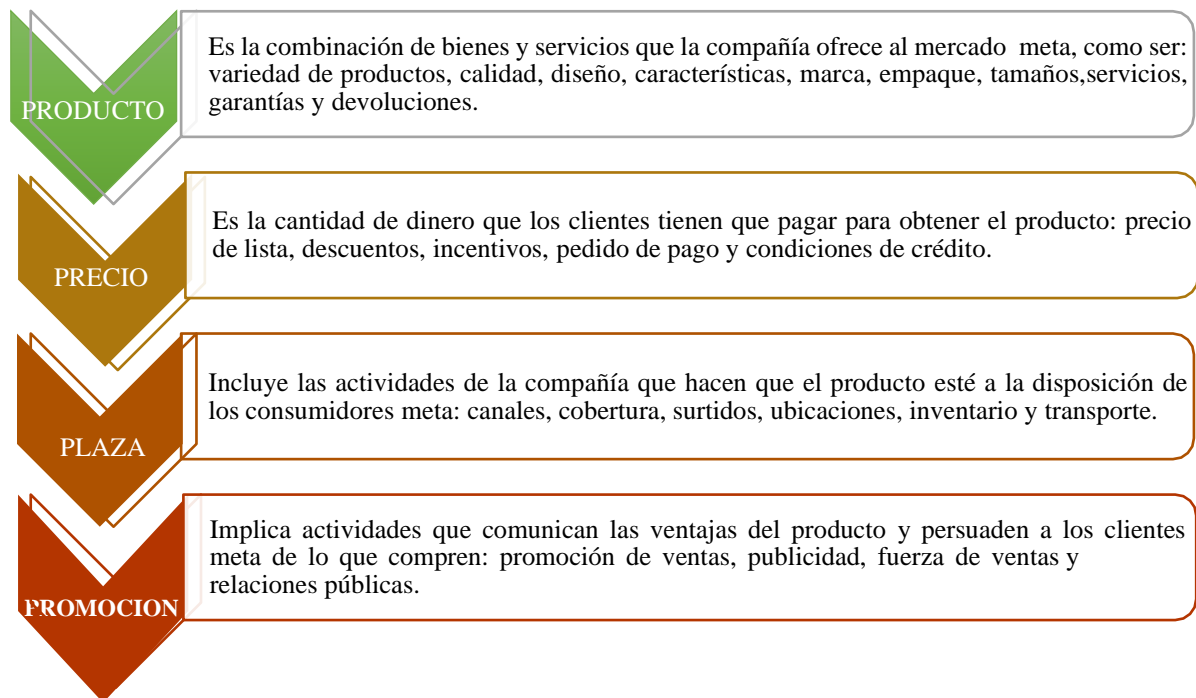 PRODUCTO
Es la combinación de bienes y servicios que la compañía ofrece al mercado meta, como ser:
variedad de productos, calidad, diseño, características, marca, empaque, tamaños,servicios,
garantías y devoluciones.
PRECIO
Es la cantidad de dinero que los clientes tienen que pagar para obtener el producto: precio
de lista, descuentos, incentivos, pedido de pago y condiciones de crédito.
PLAZA
Incluye las actividades de la compañía que hacen que el producto esté a la disposición de
los consumidores meta: canales, cobertura, surtidos, ubicaciones, inventario y transporte.
PROMOCION
Implica actividades que comunican las ventajas del producto y persuaden a los clientes
meta de lo que compren: promoción de ventas, publicidad, fuerza de ventas y
relaciones públicas.